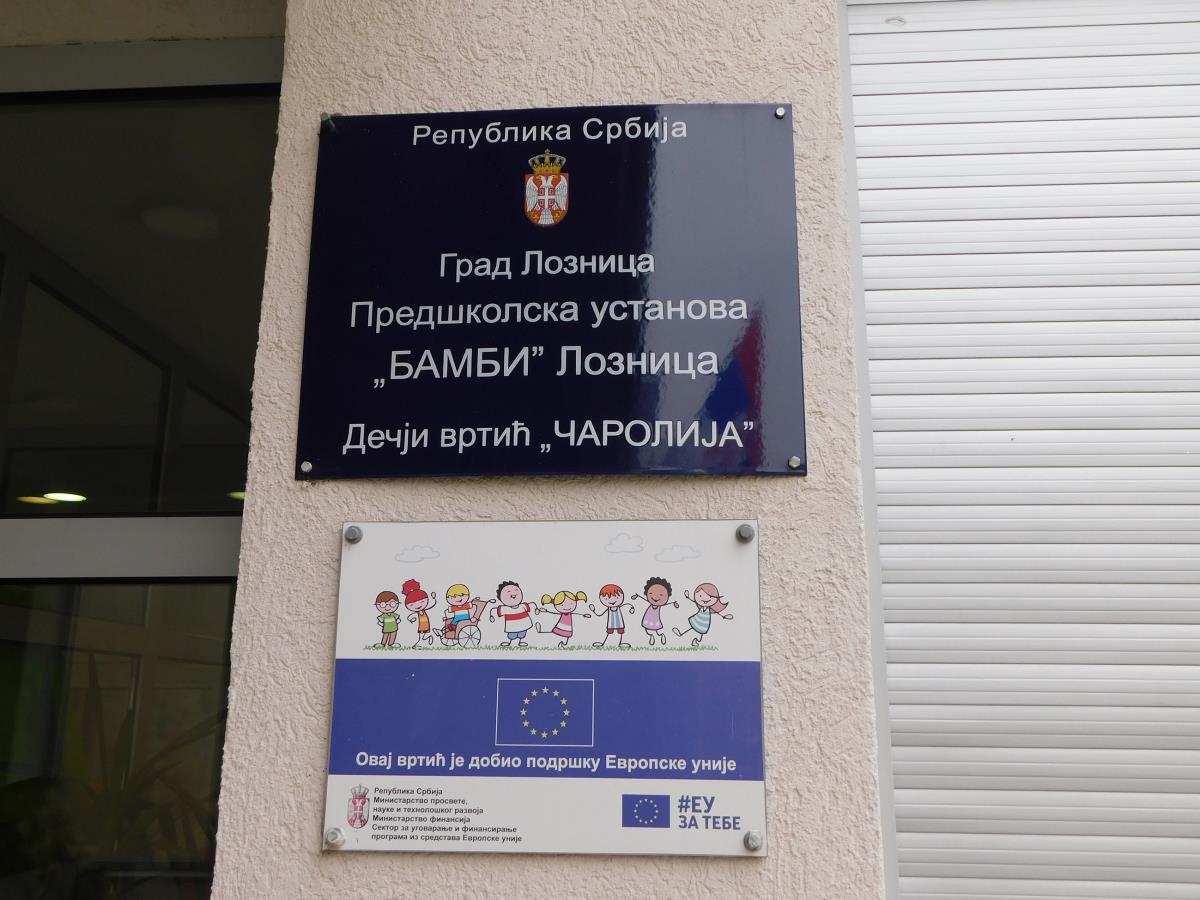 Република Србија
Град Лозница
Предшколска установа
„БАМБИ” Лозница
Дечји вртић „ЧАРОЛИЈА”
Овај вртић је добио подршку Европске уније
Република Србија
Министарство просвете,
науке и технолошког развоја
Министарство финансија
Сектор за уговарање и финансирање
програма из средстава Европске уније
#ЕУ
ЗА ТЕБЕ